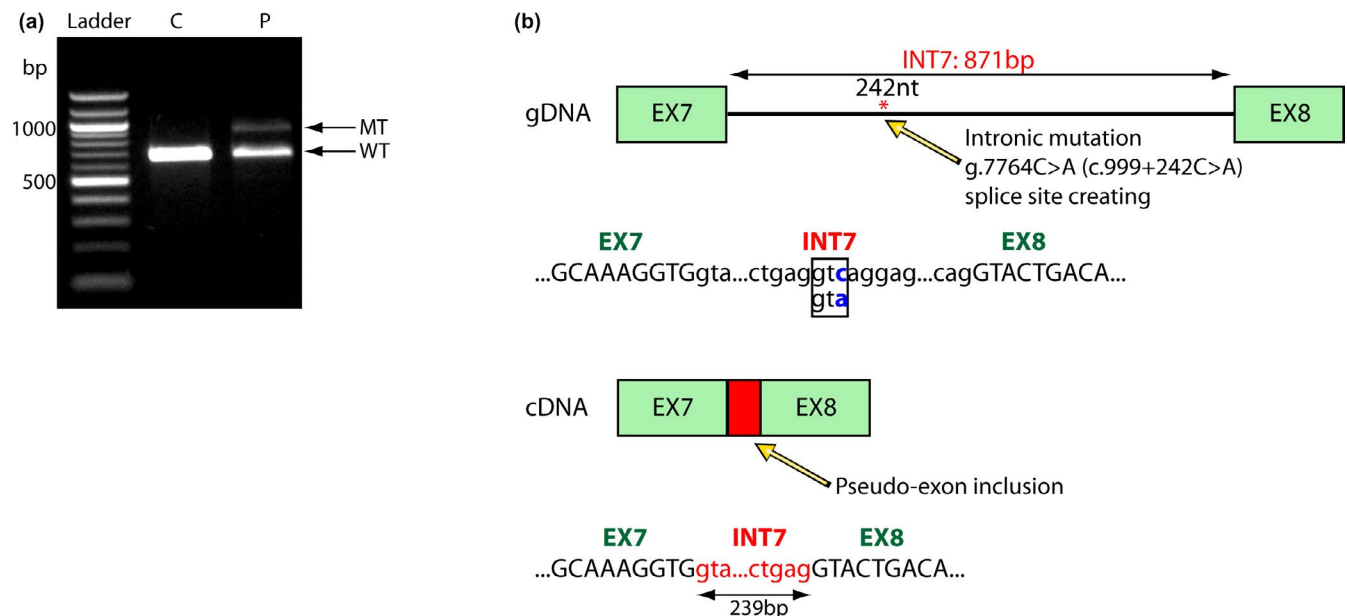 (a)
Ladder C P
bp
1000
500
MT
WT
(b)
INT7: 871bp
242nt
*
gDNA
EX7
EX8
Intronic mutation
g.7764C>A (c.999+242C>A)
splice site creating
EX7 INT7 EX8
...GCAAAGGTGgta...ctgaggtcaggag...cagGTACTGACA...
gta
cDNA
EX7
EX8
Pseudo-exon inclusion
EX7 INT7 EX8
...GCAAAGGTGgta...ctgagGTACTGACA...
239bp